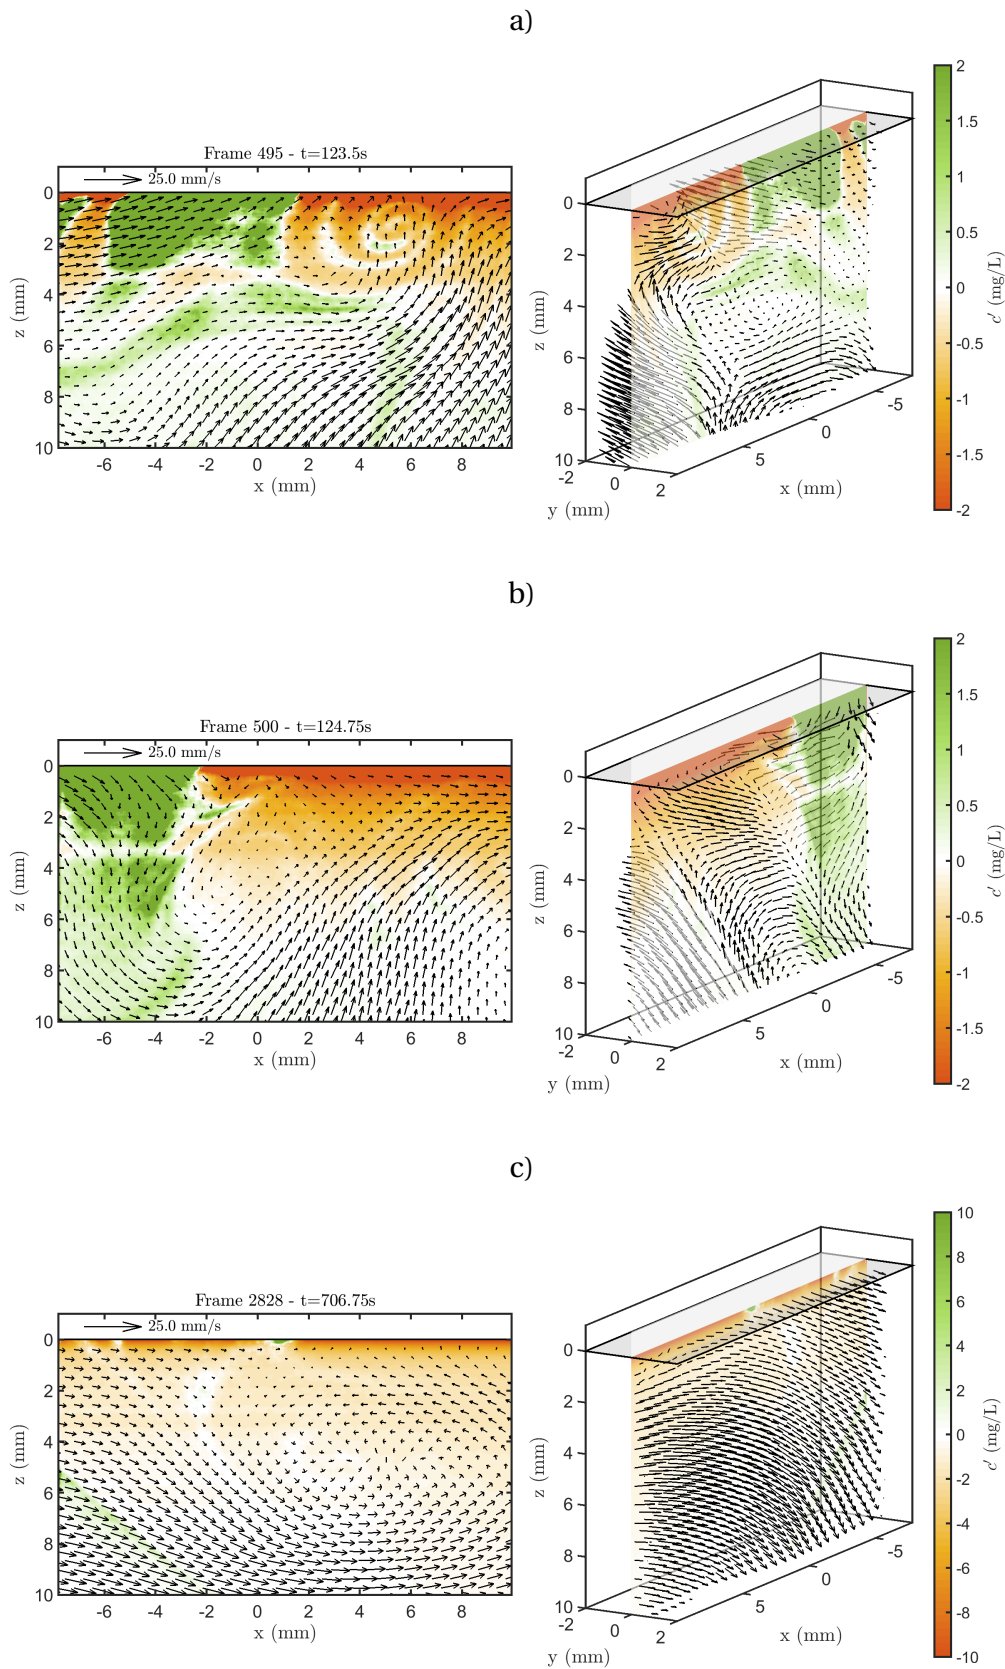 a)
Frame 495 - t=123.5s
25.0 mm/s
0
2
4
6
8
10
z (mm)
-6 -4 -2 0 2 4 6 8
x (mm)
0
2
4
6
8
10
z (mm)
-2 0 2
y (mm)
5 0 -5
x (mm)
2
1.5
1
0.5
0
-0.5
-1
-1.5
-2
c' (mg/L)
b)
Frame 500 - t=124.75s
25.0 mm/s
0
2
4
6
8
10
z (mm)
-6 -4 -2 0 2 4 6 8
x (mm)
0
2
4
6
8
10
z (mm)
-2 0 2
y (mm)
5 0 -5
x (mm)
2
1.5
1
0.5
0
-0.5
-1
-1.5
-2
c' (mg/L)
c)
Frame 2828 - t=706.75s
25.0 mm/s
0
2
4
6
8
10
z (mm)
-6 -4 -2 0 2 4 6 8
x (mm)
0
2
4
6
8
10
z (mm)
-2 0 2
y (mm)
5 0 -5
x (mm)
10
8
6
4
2
0
-2
-4
-6
-8
-10
c' (mg/L)